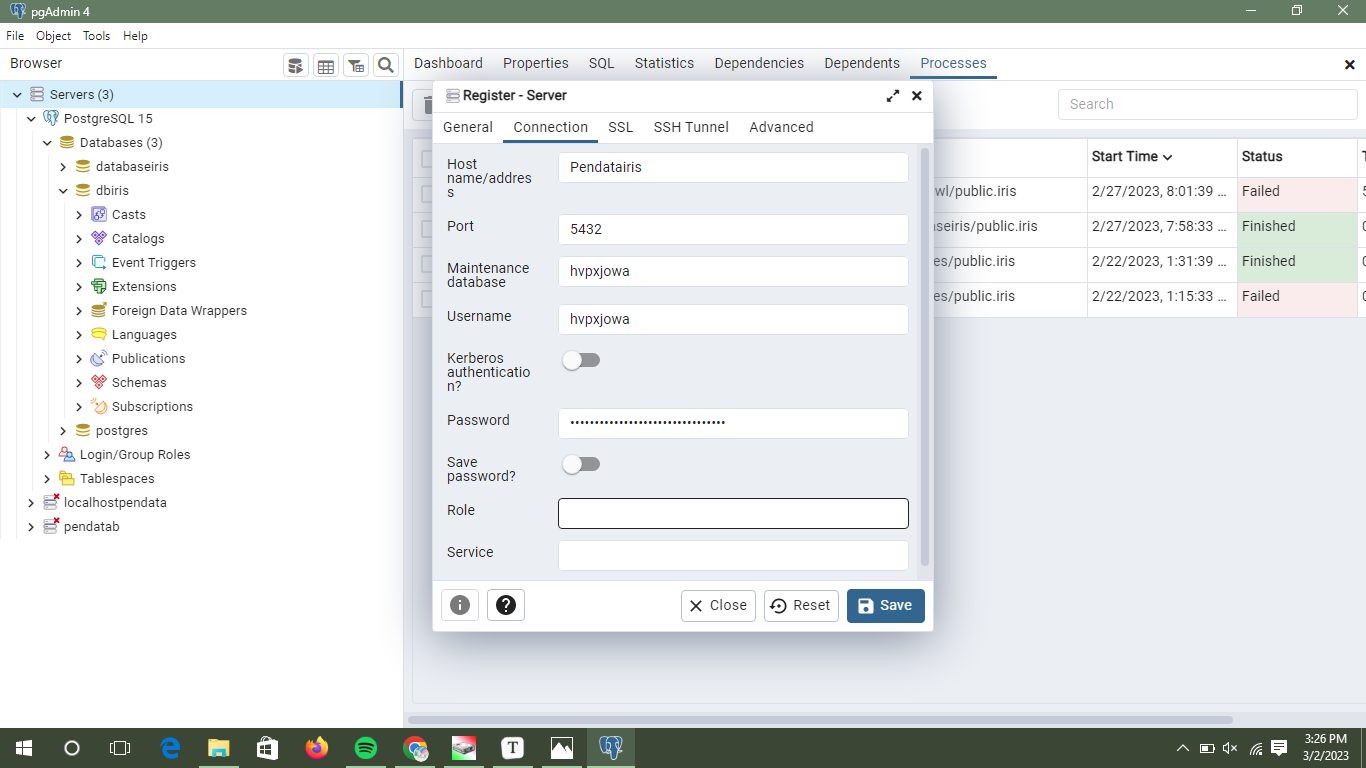 pgAdmin 4
File Object Tools Help
Browser
Dashboard Properties SQL Statistics Dependencies Dependents Processes
Servers (3)
PostgreSQL 15
Databases (3)
databaseiris
dbiris
Casts
Catalogs
Event Triggers
Extensions
Foreign Data Wrappers
Languages
Publications
Schemas
Subscriptions
postgres
Login/Group Roles
Tablespaces
localhostpendata
pendatab
Register - Server
General Connection SSL SSH Tunnel Advanced
Host
name/addres
s
Pendatairis
Port
5432
Maintenance
database
hvpxjowa
Username
hvpxjowa
Kerberos
authenticatio
n?
Password
••••••••••••••••••••••••••••••••
Save
password?
Role
Service
Close Reset Save
Search
Start Time Status
wl/public.iris 2/27/2023, 8:01:39 ... Failed
aseiris/public.iris 2/27/2023, 7:58:33 ... Finished
es/public.iris 2/22/2023, 1:31:39 ... Finished
es/public.iris 2/22/2023, 1:15:33 ... Failed
3:26 PM
3/2/2023